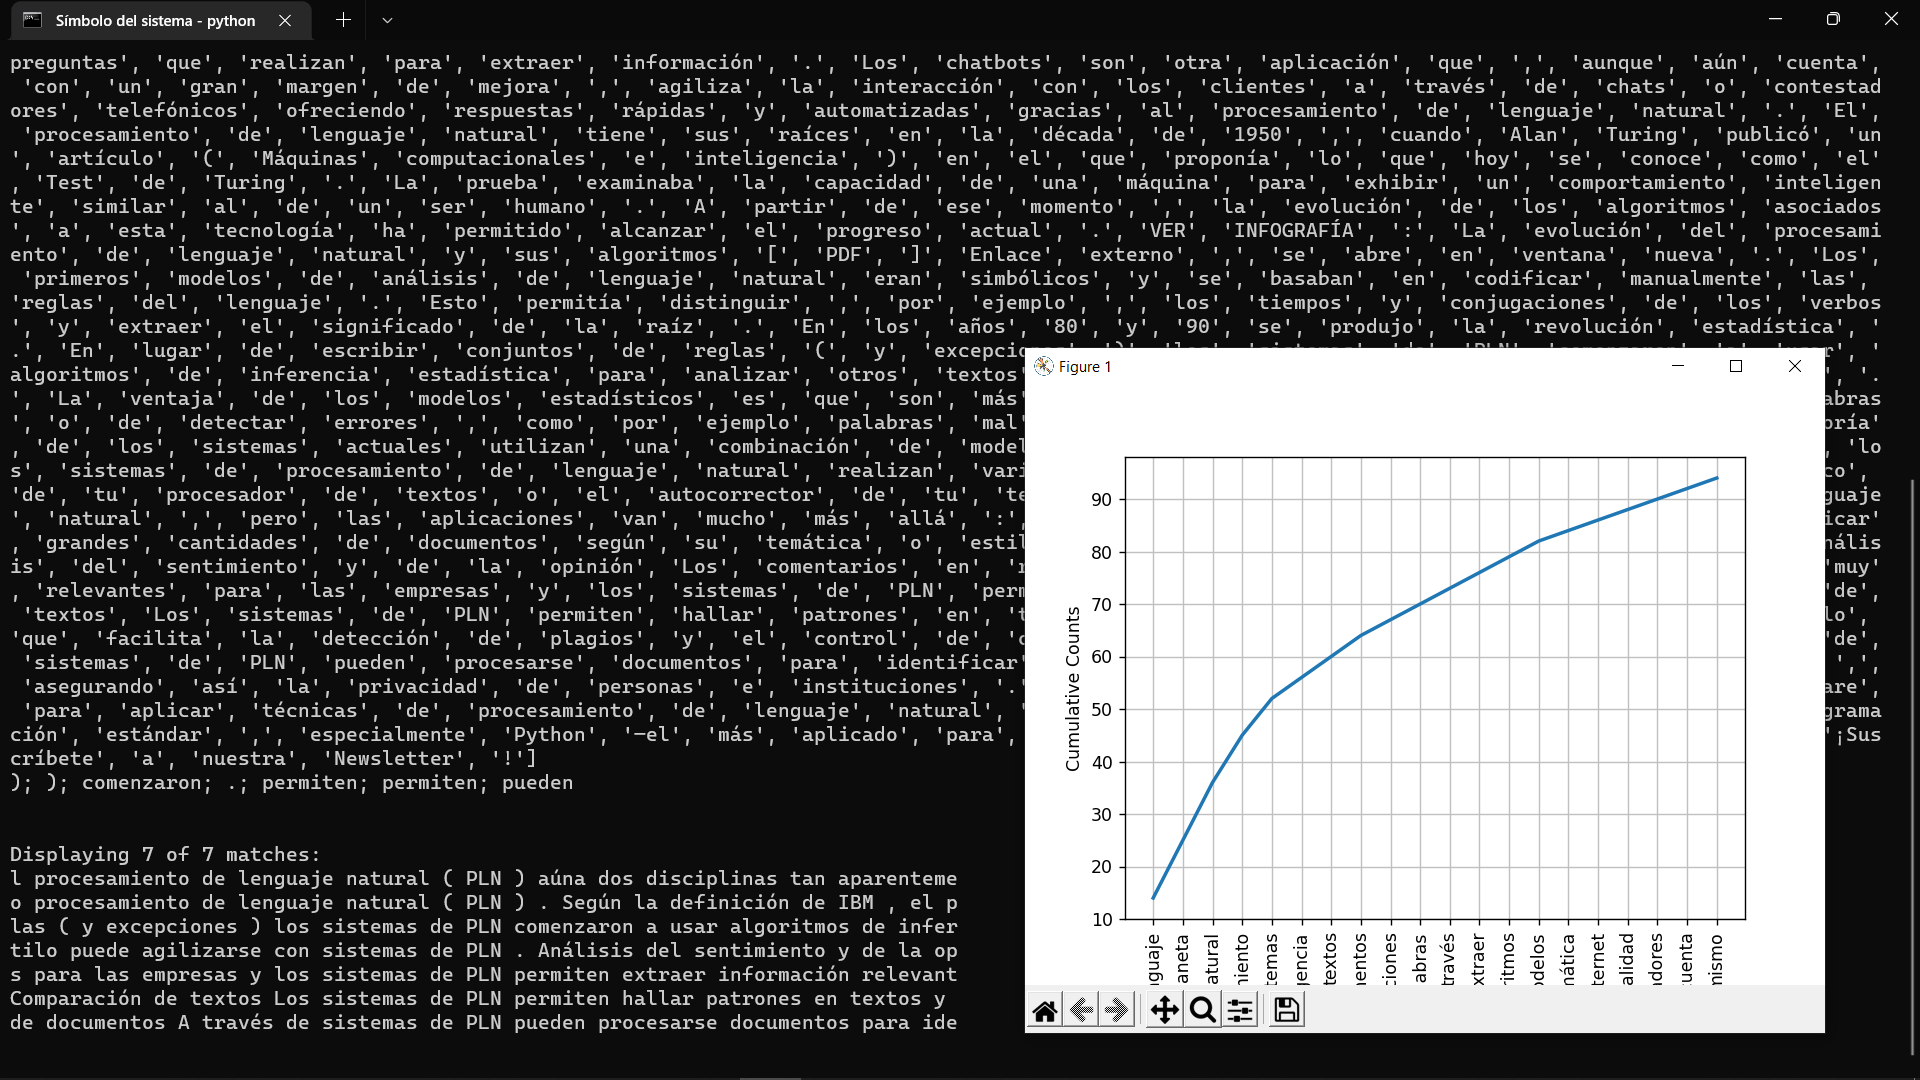 Símbolo del sistema - python
preguntas', 'que', 'realizan', 'para', 'extraer', 'información', '.', 'Los', 'chatbots', 'son', 'otra', 'aplicación', 'que', ',', 'aunque', 'aún', 'cuenta',
'con', 'un', 'gran', 'margen', 'de', 'mejora', ',', 'agiliza', 'la', 'interacción', 'con', 'los', 'clientes', 'a', 'través', 'de', 'chats', 'o', 'contestad
ores', 'telefónicos', 'ofreciendo', 'respuestas', 'rápidas', 'y', 'automatizadas', 'gracias', 'al', 'procesamiento', 'de', 'lenguaje', 'natural', '.', 'El',
'procesamiento', 'de', 'lenguaje', 'natural', 'tiene', 'sus', 'raíces', 'en', 'la', 'década', 'de', '1950', ',', 'cuando', 'Alan', 'Turing', 'publicó', 'un
', 'artículo', '(', 'Máquinas', 'computacionales', 'e', 'inteligencia', ')', 'en', 'el', 'que', 'proponía', 'lo', 'que', 'hoy', 'se', 'conoce', 'como', 'el'
, 'Test', 'de', 'Turing', '.', 'La', 'prueba', 'examinaba', 'la', 'capacidad', 'de', 'una', 'máquina', 'para', 'exhibir', 'un', 'comportamiento', 'inteligen
te', 'similar', 'al', 'de', 'un', 'ser', 'humano', '.', 'A', 'partir', 'de', 'ese', 'momento', ',', 'la', 'evolución', 'de', 'los', 'algoritmos', 'asociados
', 'a', 'esta', 'tecnología', 'ha', 'permitido', 'alcanzar', 'el', 'progreso', 'actual', '.', 'VER', 'INFOGRAFÍA', ':', 'La', 'evolución', 'del', 'procesami
ento', 'de', 'lenguaje', 'natural', 'y', 'sus', 'algoritmos', '[', 'PDF', ']', 'Enlace', 'externo', ',', 'se', 'abre', 'en', 'ventana', 'nueva', '.', 'Los',
'primeros', 'modelos', 'de', 'análisis', 'de', 'lenguaje', 'natural', 'eran', 'simbólicos', 'y', 'se', 'basaban', 'en', 'codificar', 'manualmente', 'las',
'reglas', 'del', 'lenguaje', '.', 'Esto', 'permitía', 'distinguir', ',', 'por', 'ejemplo', ',', 'los', 'tiempos', 'y', 'conjugaciones', 'de', 'los', 'verbos
', 'y', 'extraer', 'el', 'significado', 'de', 'la', 'raíz', '.', 'En', 'los', 'años', '80', 'y', '90', 'se', 'produjo', 'la', 'revolución', 'estadística', '
.', 'En', 'lugar', 'de', 'escribir', 'conjuntos', 'de', 'reglas', '(', 'y', 'excepcio
algoritmos', 'de', 'inferencia', 'estadística', 'para', 'analizar', 'otros', 'textos' ', '.
', 'La', 'ventaja', 'de', 'los', 'modelos', 'estadísticos', 'es', 'que', 'son', 'más' abras
', 'o', 'de', 'detectar', 'errores', ',', 'como', 'por', 'ejemplo', 'palabras', 'mal' oría'
, 'de', 'los', 'sistemas', 'actuales', 'utilizan', 'una', 'combinación', 'de', 'model , 'lo
s', 'sistemas', 'de', 'procesamiento', 'de', 'lenguaje', 'natural', 'realizan', 'vari co',
'de', 'tu', 'procesador', 'de', 'textos', 'o', 'el', 'autocorrector', 'de', 'tu', 'te guaje
', 'natural', ',', 'pero', 'las', 'aplicaciones', 'van', 'mucho', 'más', 'allá', ':', icar'
, 'grandes', 'cantidades', 'de', 'documentos', 'según', 'su', 'temática', 'o', 'estil nális
is', 'del', 'sentimiento', 'y', 'de', 'la', 'opinión', 'Los', 'comentarios', 'en', 'r 'muy'
, 'relevantes', 'para', 'las', 'empresas', 'y', 'los', 'sistemas', 'de', 'PLN', 'perm 'de',
'textos', 'Los', 'sistemas', 'de', 'PLN', 'permiten', 'hallar', 'patrones', 'en', 't lo',
'que', 'facilita', 'la', 'detección', 'de', 'plagios', 'y', 'el', 'control', 'de', 'c 'de',
'sistemas', 'de', 'PLN', 'pueden', 'procesarse', 'documentos', 'para', 'identificar' ',',
'asegurando', 'así', 'la', 'privacidad', 'de', 'personas', 'e', 'instituciones', '.' are',
'para', 'aplicar', 'técnicas', 'de', 'procesamiento', 'de', 'lenguaje', 'natural', ' grama
ción', 'estándar', ',', 'especialmente', 'Python', '—el', 'más', 'aplicado', 'para', '¡Sus
críbete', 'a', 'nuestra', 'Newsletter', '!']
); ); comenzaron; .; permiten; permiten; pueden
Displaying 7 of 7 matches:
l procesamiento de lenguaje natural ( PLN ) aúna dos disciplinas tan aparenteme
o procesamiento de lenguaje natural ( PLN ) . Según la definición de IBM , el p
las ( y excepciones ) los sistemas de PLN comenzaron a usar algoritmos de infer
tilo puede agilizarse con sistemas de PLN . Análisis del sentimiento y de la op
s para las empresas y los sistemas de PLN permiten extraer información relevant
Comparación de textos Los sistemas de PLN permiten hallar patrones en textos y
de documentos A través de sistemas de PLN pueden procesarse documentos para ide
Figure 1
Cumulative Counts
90
80
70
60
50
40
30
20
10
guaje
aneta
atural
miento
temas
gencia
textos
entos
ciones
abras
través
xtraer
ritmos
odelos
mática
ternet
alidad
dores
uenta
mismo